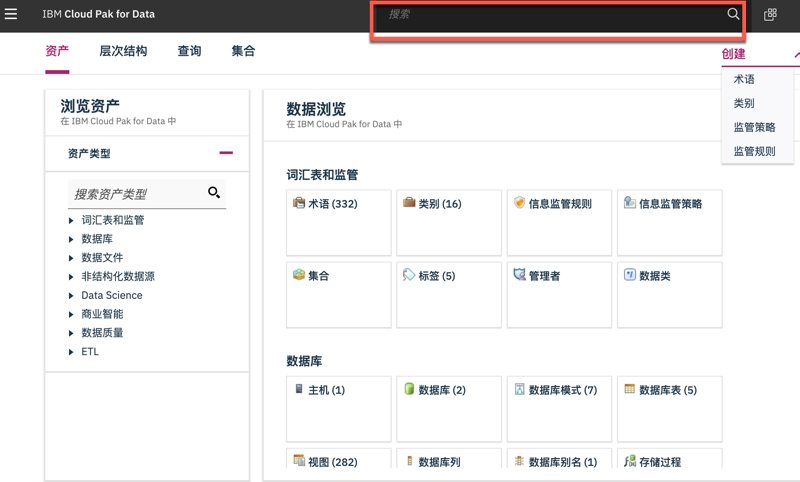 IBM Cloud Pak for Data
搜索
资产 层次结构 查询 集合
创建
术语
类别
监管策略
监管规则
浏览资产
在 IBM Cloud Pak for Data 中
资产类型
搜索资产类型
词汇表和监管
数据库
数据文件
非结构化数据源
Data Science
商业智能
数据质量
ETL
数据浏览
在 IBM Cloud Pak for Data 中
词汇表和监管
术语 (332) 类别 (16) 信息监管规则 信息监管策略
集合 标签 (5) 管理者 数据类
数据库
主机 (1) 数据库 (2) 数据库模式 (7) 数据库表 (5)
视图 (282) 数据库列 数据库别名 (1) 存储过程